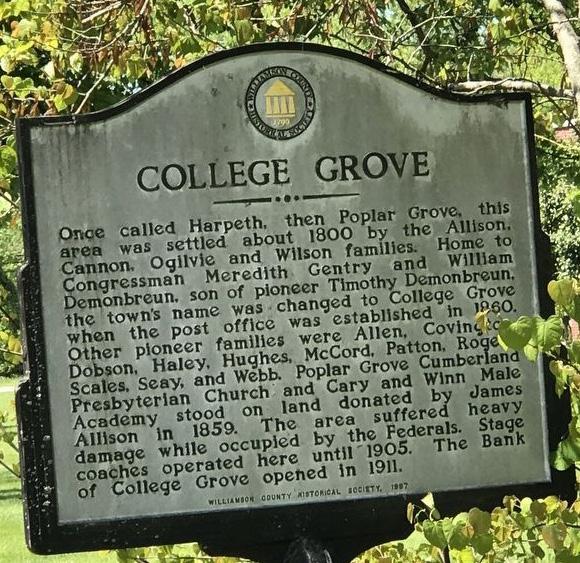 WILLIAMSON COUNTY
1799
HISTORICAL SOCIETY
COLLEGE GROVE
Once called Harpeth, then Poplar Grove, this
area was settled about 1800 by the Allison,
Cannon, Ogilvie and Wilson families. Home to
Congressman Meredith Gentry and William
Demonbreun, son of pioneer Timothy Demonbreun,
the town's name was changed to College Grove
when the post office was established in 1860.
Other pioneer families were Allen,
Dobson, Haley, Hughes, McCord, Patton,
Scales, Seay, and Webb. Poplar Grove Cumberland
Presbyterian Church and Cary and Winn Male
Academy stood on land donated by James
Allison in 1859. The area suffered heavy
damage while occupied by the Federals. Stage
coaches operated here until 1905. The Bank
of College Grove opened in 1911.
WILLIAMSON COUNTY HISTORICAL SOCIETY, 1997